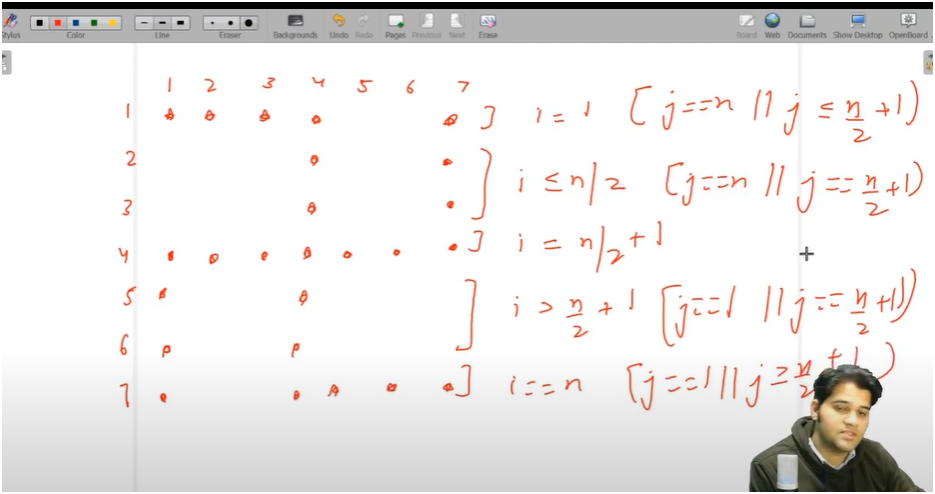 Stylus Color Line Eraser Backgrounds Undo Redo Pages Previous Next Erase Board Web Documents Show Desktop OpenBoard
1 2 3 4 5 6 7
1 ] i = 1 [j==n || j ≤ n/2 +1)
2
] i ≤ n/2 [j==n || j == n/2 +1)
3
4 ] i = n/2 + 1
5
] i > n/2 + 1 [j==1 || j == n/2 +1)
6
7 ] i == n [j==1 || j ≥ n/2 + 1 )